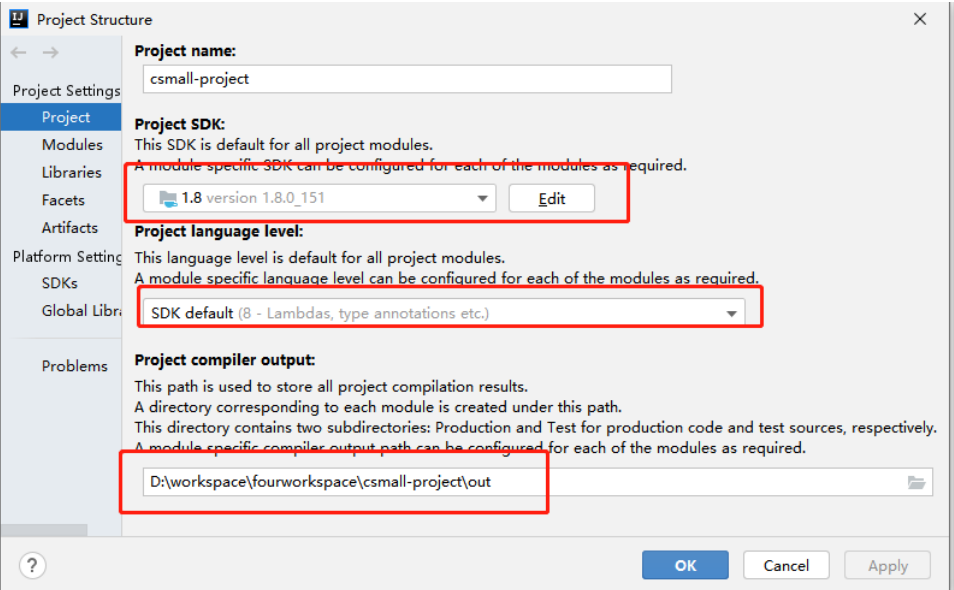 Project Structure
Project name:
csmall-project
Project Settings
Project
Modules
Libraries
Facets
Artifacts
Platform Setting
SDKs
Global Libr
Problems
Project SDK:
This SDK is default for all project modules.
A module specific SDK can be configured for each of the modules as required.
1.8 version 1.8.0_151
Edit
Project language level:
This language level is default for all project modules.
A module specific language level can be configured for each of the modules as required.
SDK default (8 - Lambdas, type annotations etc.)
Project compiler output:
This path is used to store all project compilation results.
A directory corresponding to each module is created under this path.
This directory contains two subdirectories: Production and Test for production code and test sources, respectively.
A module specific compiler output path can be configured for each of the modules as required.
D:\workspace\fourworkspace\csmall-project\out
?
OK
Cancel
Apply